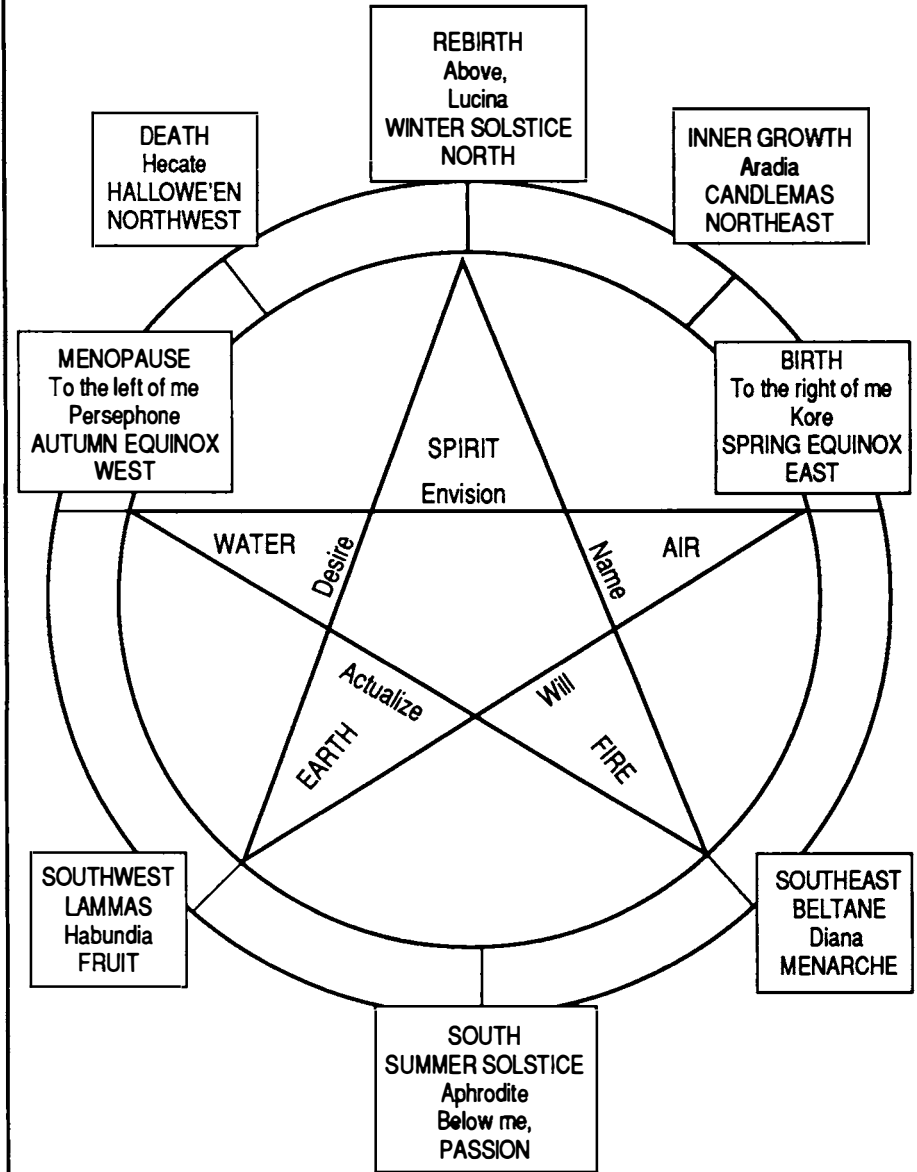 REBIRTH
Above,
Lucina
WINTER SOLSTICE
NORTH
DEATH
Hecate
HALLOWE'EN
NORTHWEST
INNER GROWTH
Aradia
CANDLEMAS
NORTHEAST
MENOPAUSE
To the left of me
Persephone
AUTUMN EQUINOX
WEST
BIRTH
To the right of me
Kore
SPRING EQUINOX
EAST
SPIRIT
Envision
WATER
Desire
Name
AIR
Actualize
Will
EARTH
FIRE
SOUTHWEST
LAMMAS
Habundia
FRUIT
SOUTHEAST
BELTANE
Diana
MENARCHE
SOUTH
SUMMER SOLSTICE
Aphrodite
Below me,
PASSION